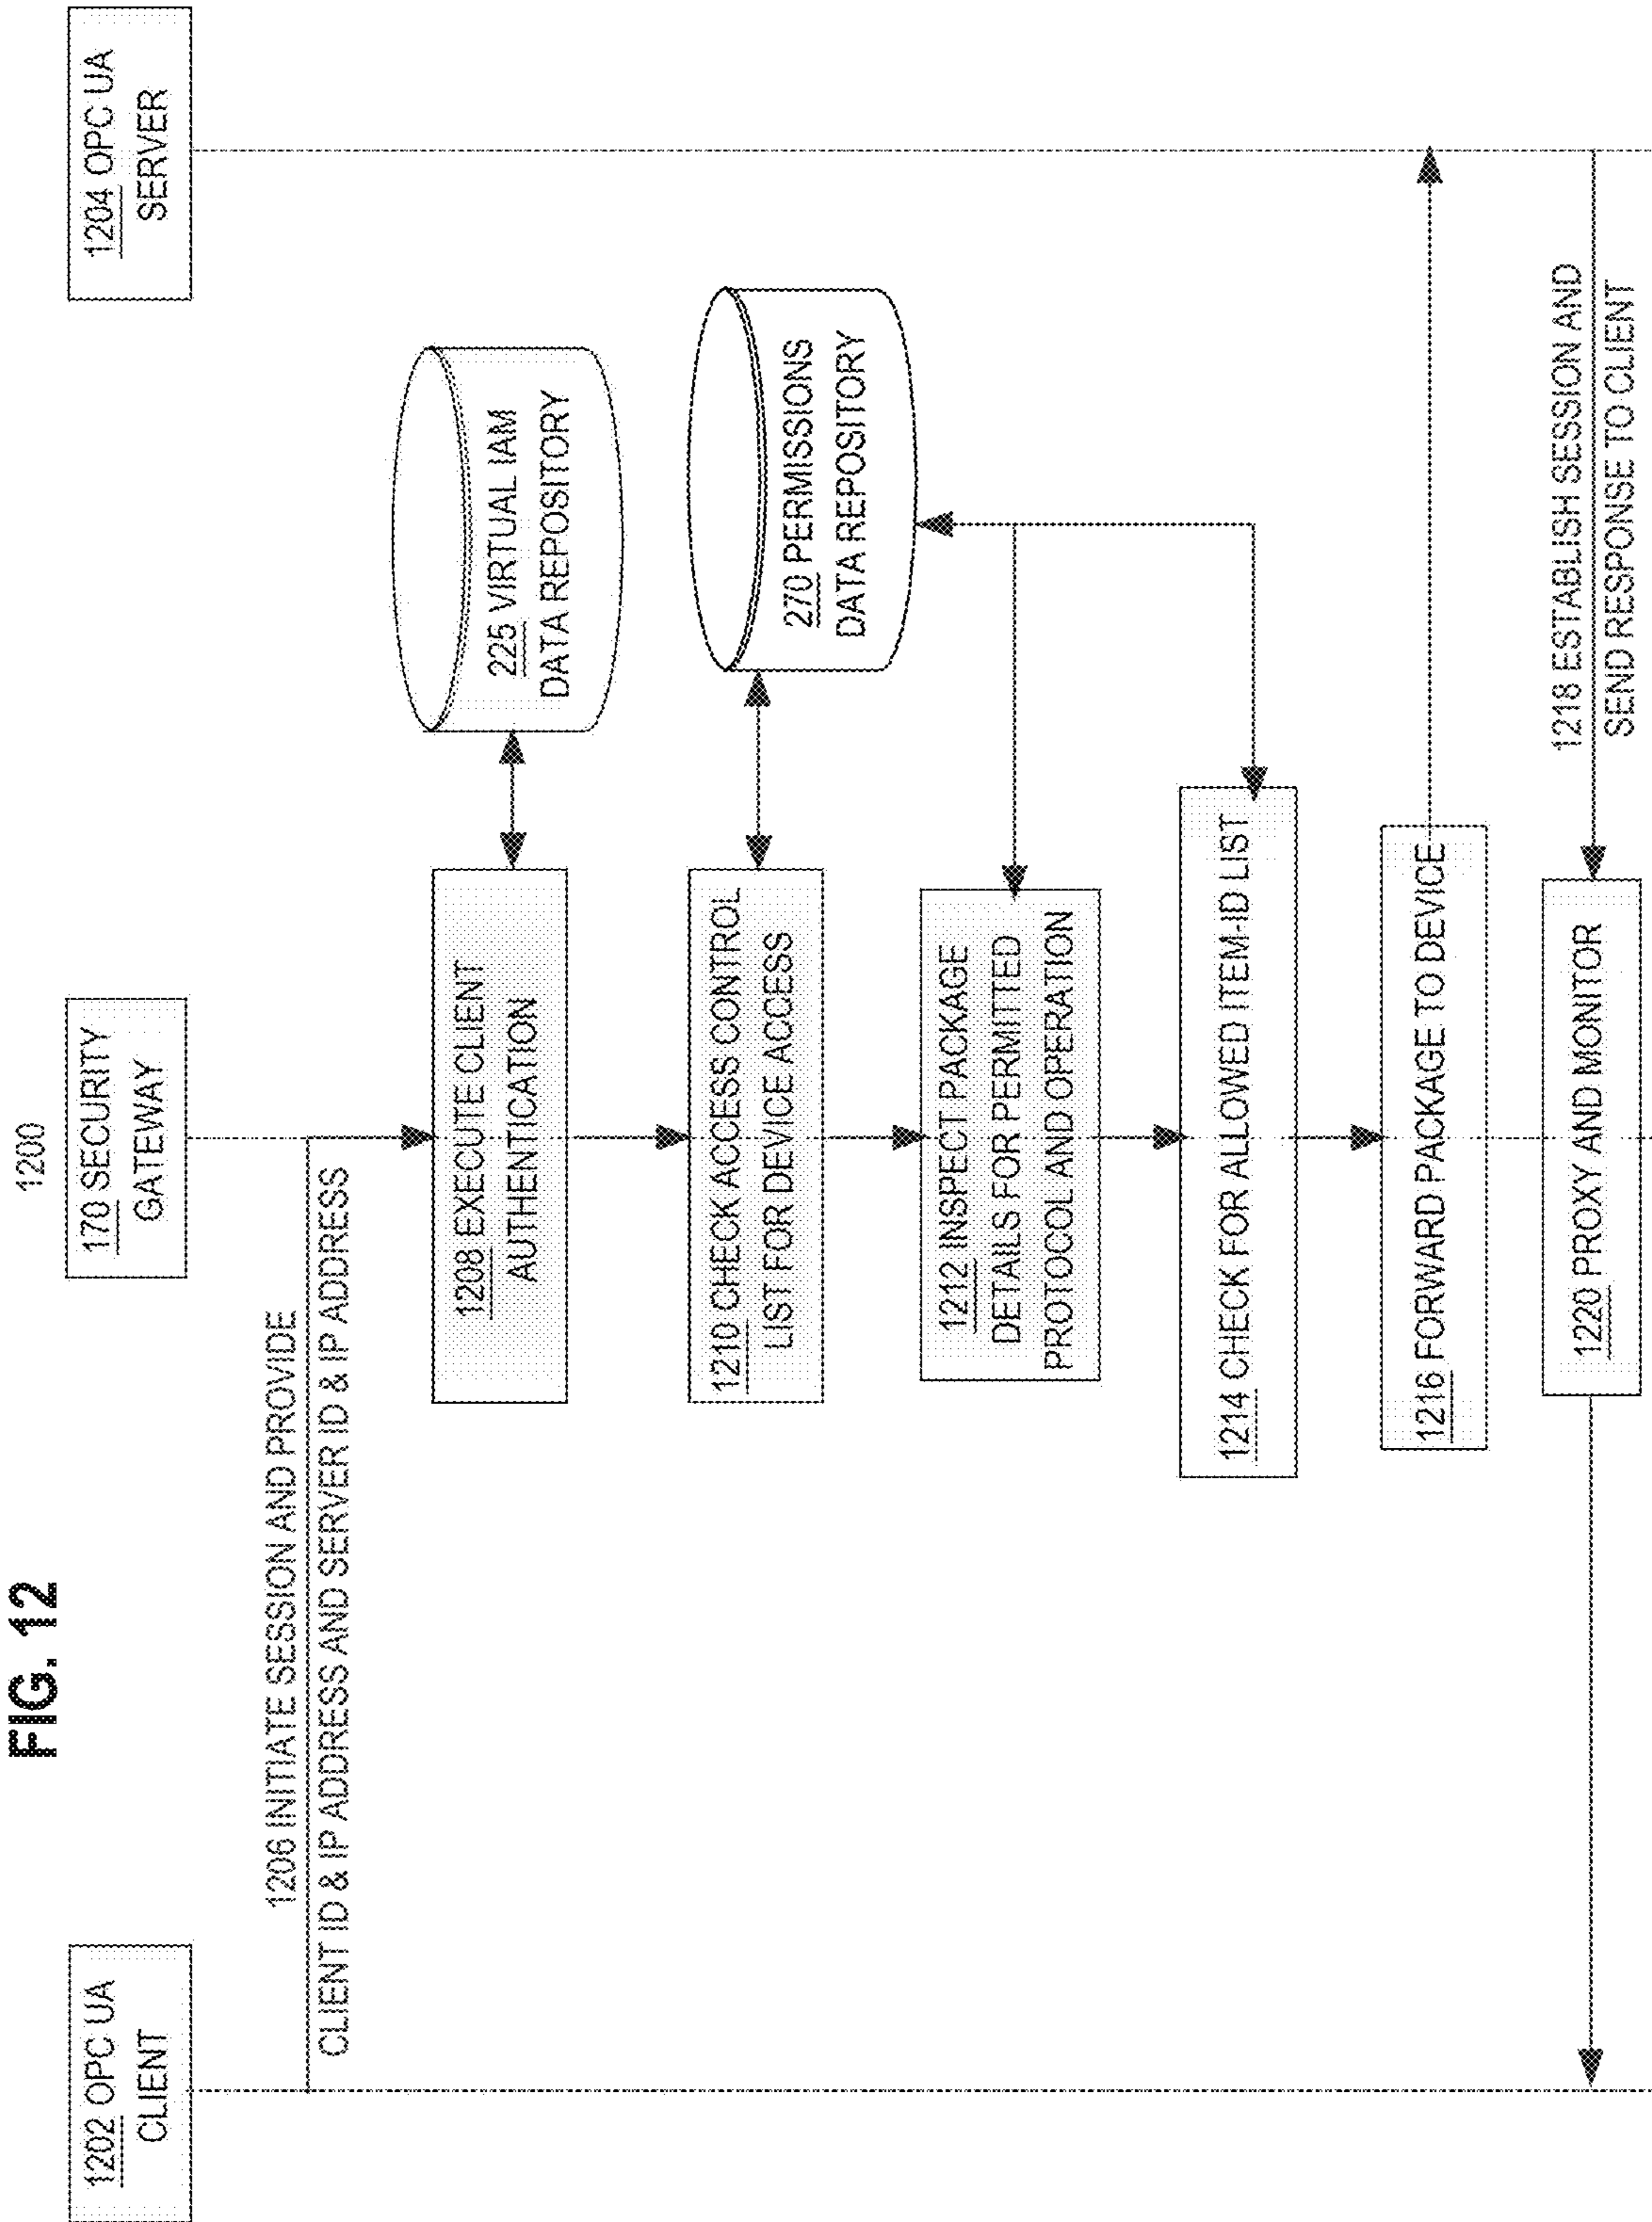 FIG. 12
1200
1202 OPC UA
CLIENT
170 SECURITY
GATEWAY
1204 OPC UA
SERVER
1206 INITIATE SESSION AND PROVIDE
CLIENT ID & IP ADDRESS AND SERVER ID & IP ADDRESS
1208 EXECUTE CLIENT
AUTHENTICATION
225 VIRTUAL IAM
DATA REPOSITORY
1210 CHECK ACCESS CONTROL
LIST FOR DEVICE ACCESS
270 PERMISSIONS
DATA REPOSITORY
1212 INSPECT PACKAGE
DETAILS FOR PERMITTED
PROTOCOL AND OPERATION
1214 CHECK FOR ALLOWED ITEM-ID LIST
1216 FORWARD PACKAGE TO DEVICE
1218 ESTABLISH SESSION AND
SEND RESPONSE TO CLIENT
1220 PROXY AND MONITOR